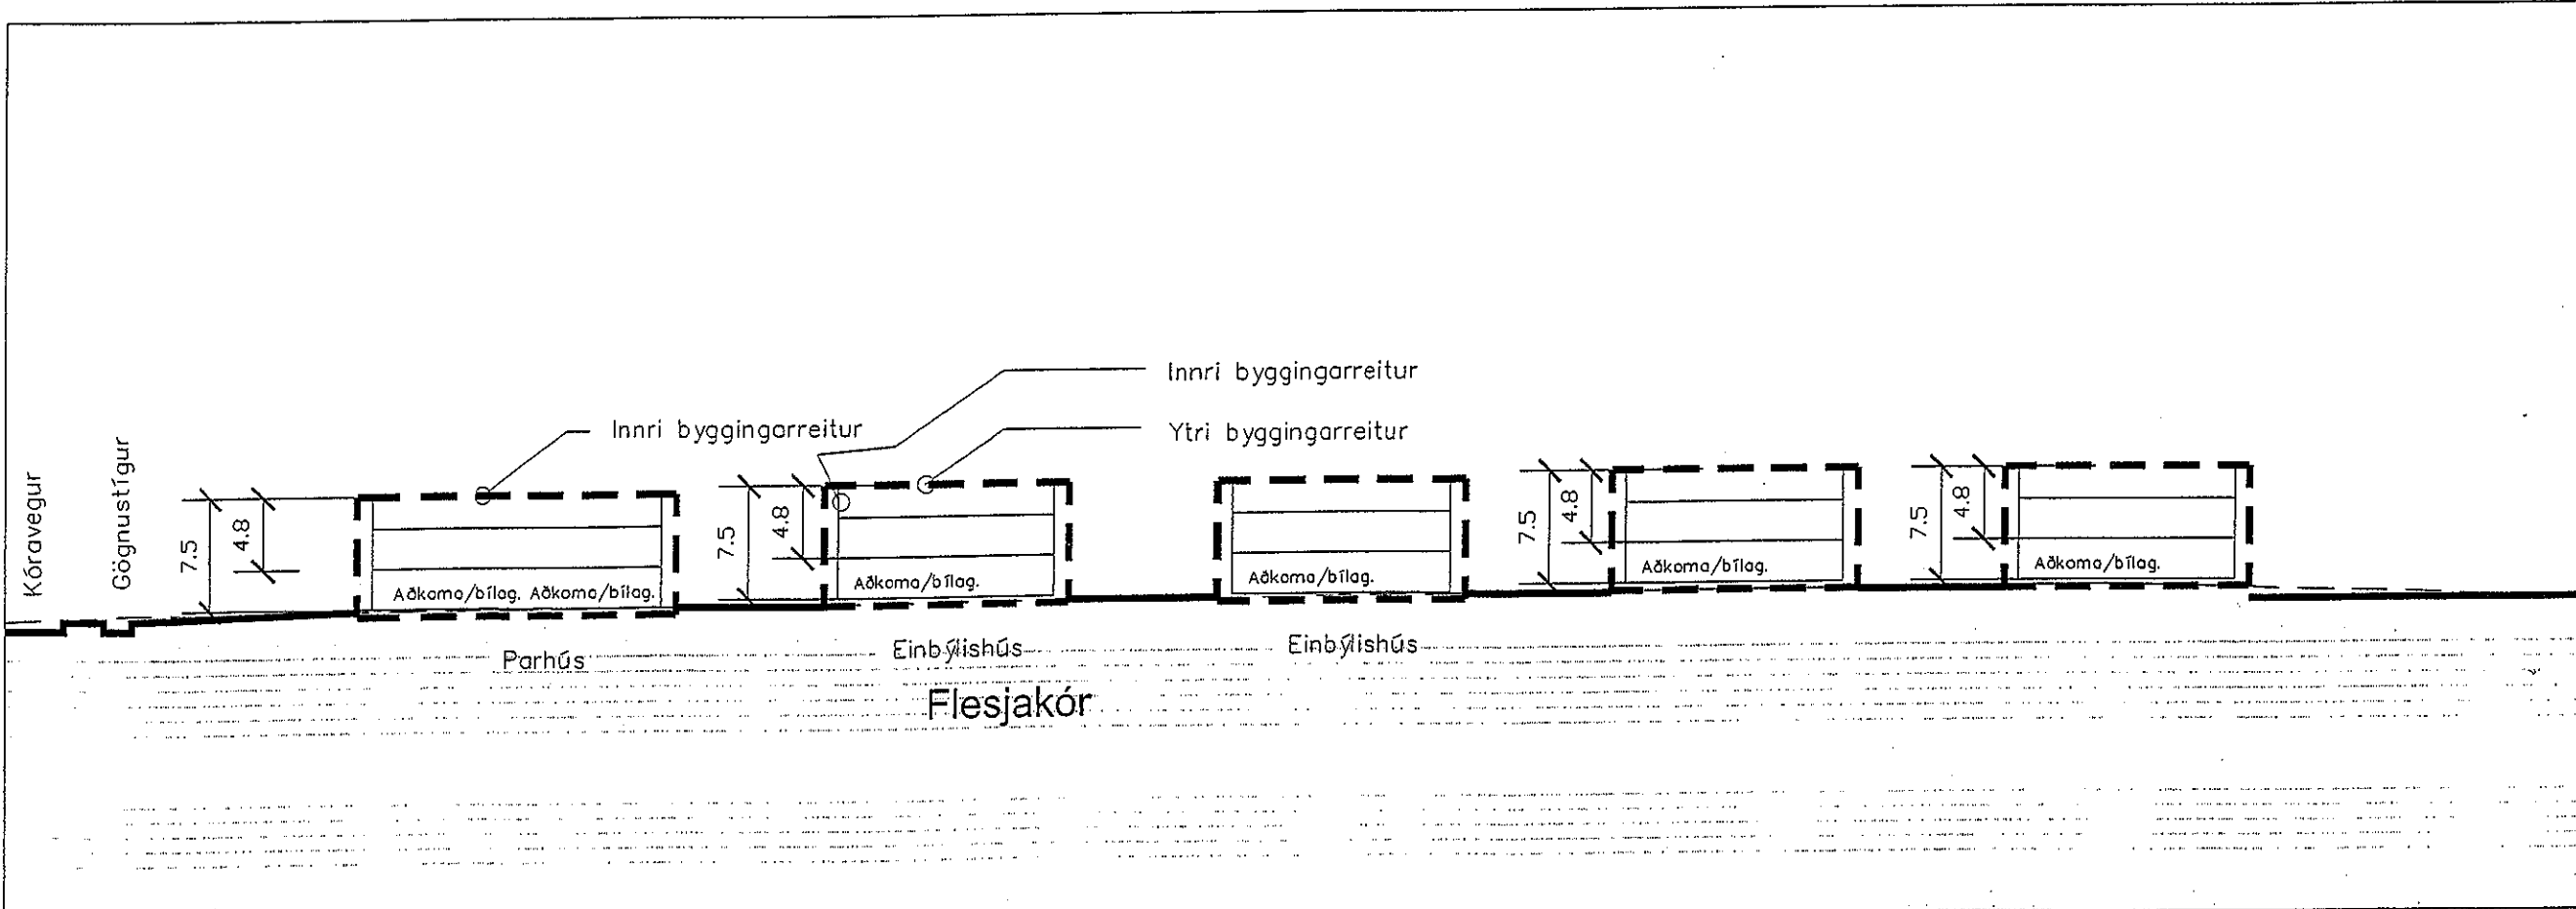 Kóravegur
Gögnustígur
7.5
4.8
Innri byggingarreitur
Aðkoma/bílag. Aðkoma/bílag.
Parhús
7.5
4.8
Innri byggingarreitur
Ytri byggingarreitur
Aðkoma/bílag.
Einbýlishús
Aðkoma/bílag.
Einbýlishús
7.5
4.8
Aðkoma/bílag.
7.5
4.8
Aðkoma/bílag.
Flesjakór